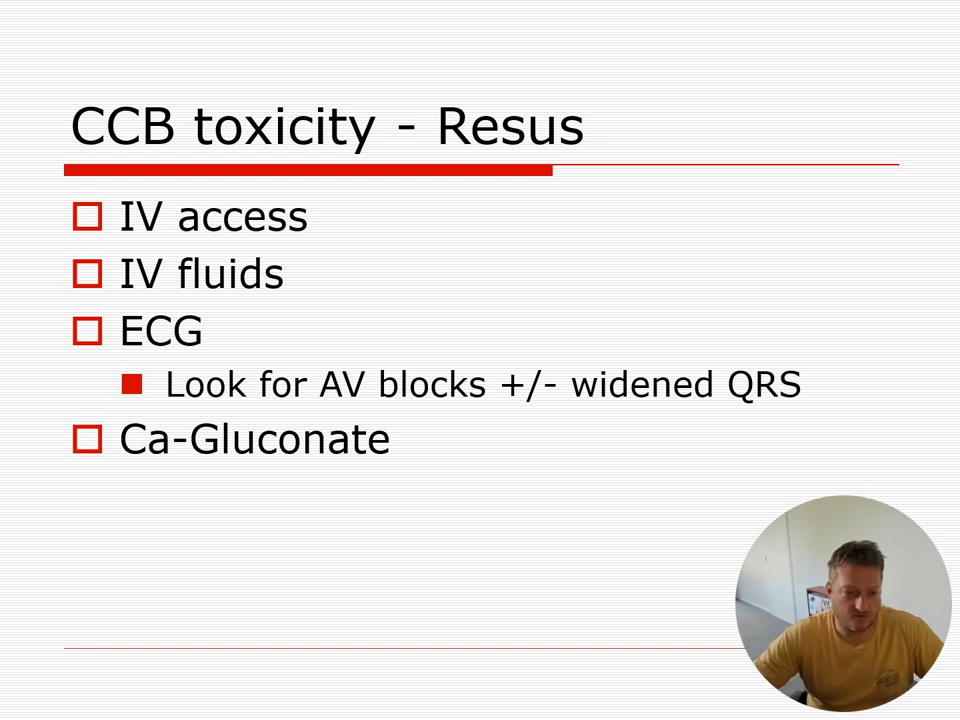 CCB toxicity - Resus
IV access
IV fluids
ECG
Look for AV blocks +/- widened QRS
Ca-Gluconate